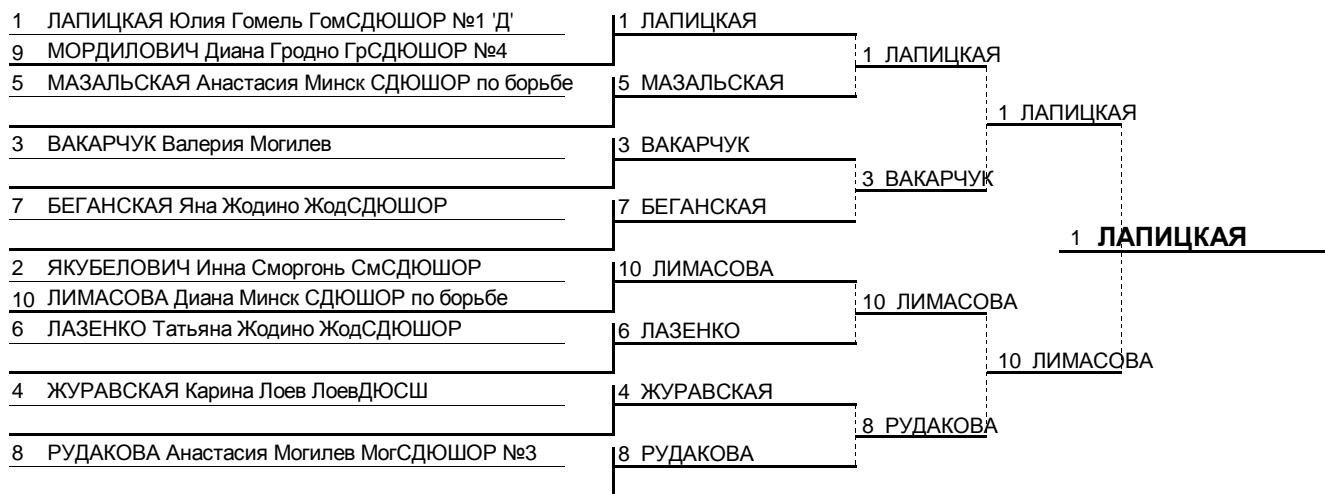 1 ЛАПИЦКАЯ Юлия Гомель ГомСДЮШОР №1 'Д'
9 МОРДИЛОВИЧ Диана Гродно ГрСДЮШОР №4
5 МАЗАЛЬСКАЯ Анастасия Минск СДЮШОР по борьбе
3 ВАКАРЧУК Валерия Могилев
7 БЕГАНСКАЯ Яна Жодино ЖодСДЮШОР
2 ЯКУБЕЛОВИЧ Инна Сморгонь СмСДЮШОР
10 ЛИМАСОВА Диана Минск СДЮШОР по борьбе
6 ЛАЗЕНКО Татьяна Жодино ЖодСДЮШОР
4 ЖУРАВСКАЯ Карина Лоев ЛоевДЮСШ
8 РУДАКОВА Анастасия Могилев МогСДЮШОР №3
1 ЛАПИЦКАЯ
5 МАЗАЛЬСКАЯ
3 ВАКАРЧУК
7 БЕГАНСКАЯ
10 ЛИМАСОВА
6 ЛАЗЕНКО
4 ЖУРАВСКАЯ
8 РУДАКОВА
1 ЛАПИЦКАЯ
3 ВАКАРЧУК
10 ЛИМАСОВА
8 РУДАКОВА
1 ЛАПИЦКАЯ
10 ЛИМАСОВА
1 ЛАПИЦКАЯ